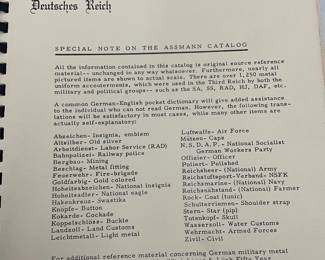 Deutsches Reich
SPECIAL NOTE ON THE ASSMANN CATALOG
All the information contained in this catalog is original source reference
material-- unchanged in any way whatsoever. Furthermore, nearly all
pictured items are shown to actual scale. There are over 1,250 metal
uniform accoutrements, which were used in the Third Reich by both the
military and political groups-- such as the SA, SS, RAD, HJ, DAF, etc.
A common German-English pocket dictionary will give added assistance
to the individual who can not read German. However, the following trans-
lations will be satisfactory in most cases, while many other items are
actually self-explanatory:
Abzeichen- Insignia, emblem
Altsilber- Old silver
Arbeitdienst- Labor Service (RAD)
Bahnpolizei- Railway police
Bergbau- Mining
Beschlag- Metal fitting
Feuerwehr- Fire-brigade
Goldfarbig- Gold colored
Hoheitsabzeichen- National insignia
Hoheitsadler- National eagle
Hakenkreuz- Swastika
Knöpfe- Button
Kokarde- Cockade
Koppelschloss- Buckle
Landzoll- Land Customs
Leichtmetall- Light metal
Luftwaffe- Air Force
Mützen- Caps
N.S.D.A.P.- National Socialist
German Workers Party
Offizier- Officer
Poliert- Polished
Reichsheer- (National) Army
Reichsluftsport-Verband- NSFK
Reichsmarine- (National) Navy
Reichsnährstand- (National) Farmer
Rock- Coat (tunic)
Schulterriemen- Shoulder strap
Stern- Star (pip)
Totenkopf- Skull
Wasserzoll- Water Customs
Wehrmacht- Armed Forces
Zivil- Civil
For additional reference material concerning German military metal